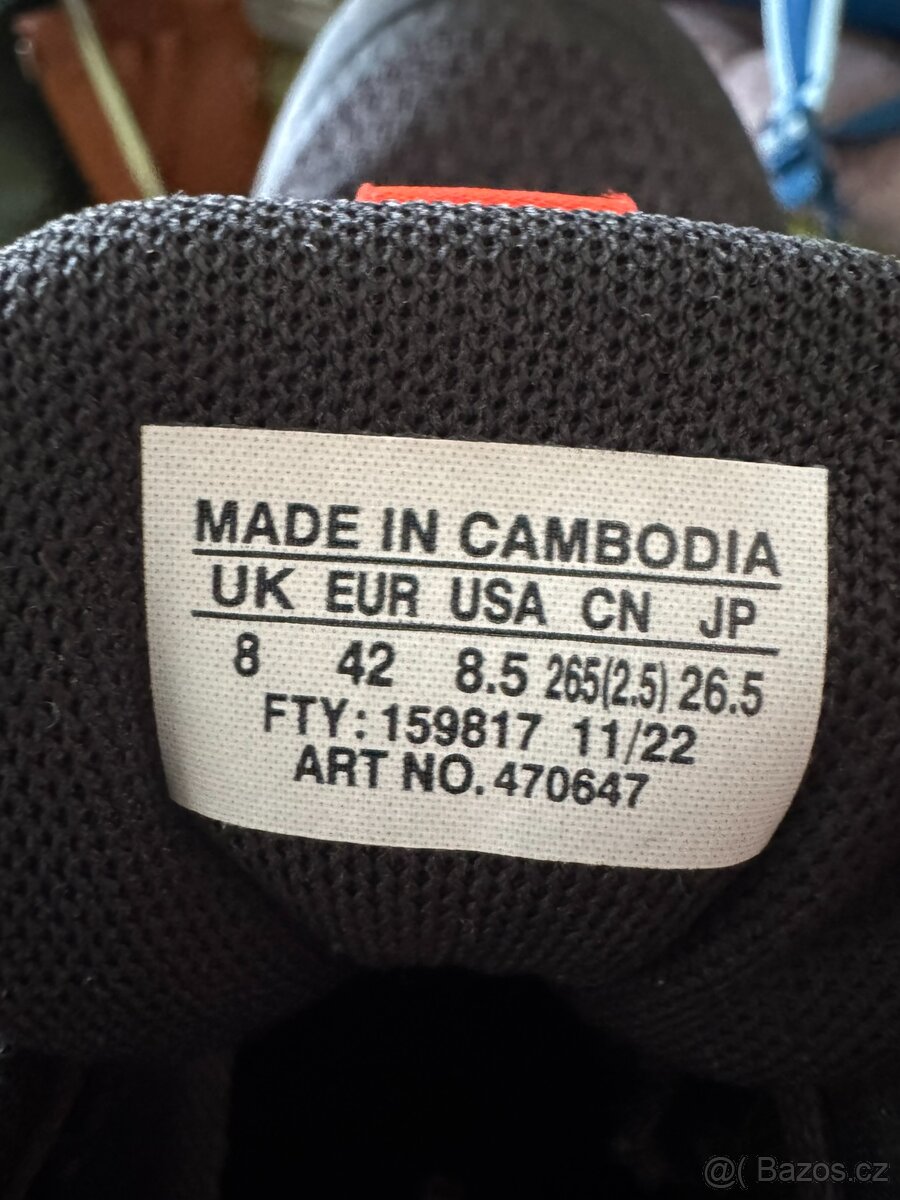 MADE IN CAMBODIA
UK EUR USA CN JP
8 42 8.5 265(2.5) 26.5
FTY: 159817 11/22
ART NO. 470647
@( Bazos.cz